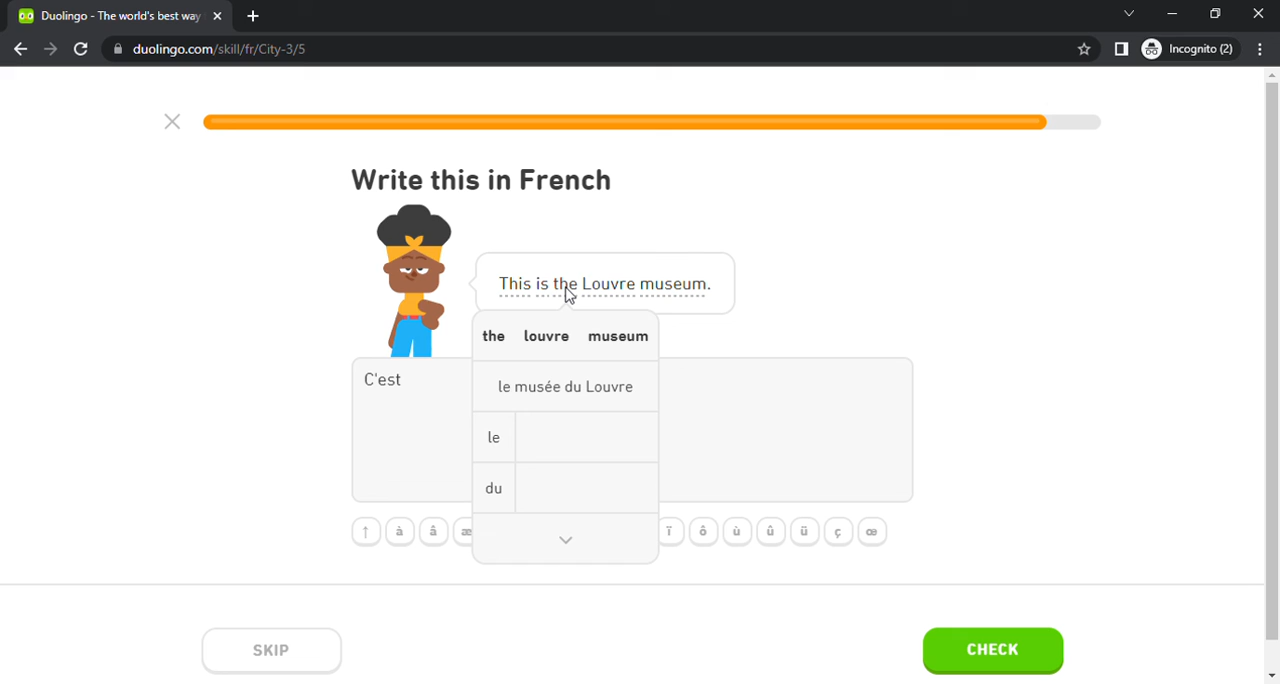 Duolingo - The world's best way
duolingo.com/skill/fr/City-3/5
Incognito (2)
Write this in French
This is the Louvre museum.
the louvre museum
le musée du Louvre
C'est
le
du
↑ à â æ ï ô ù û ü ç œ
SKIP
CHECK